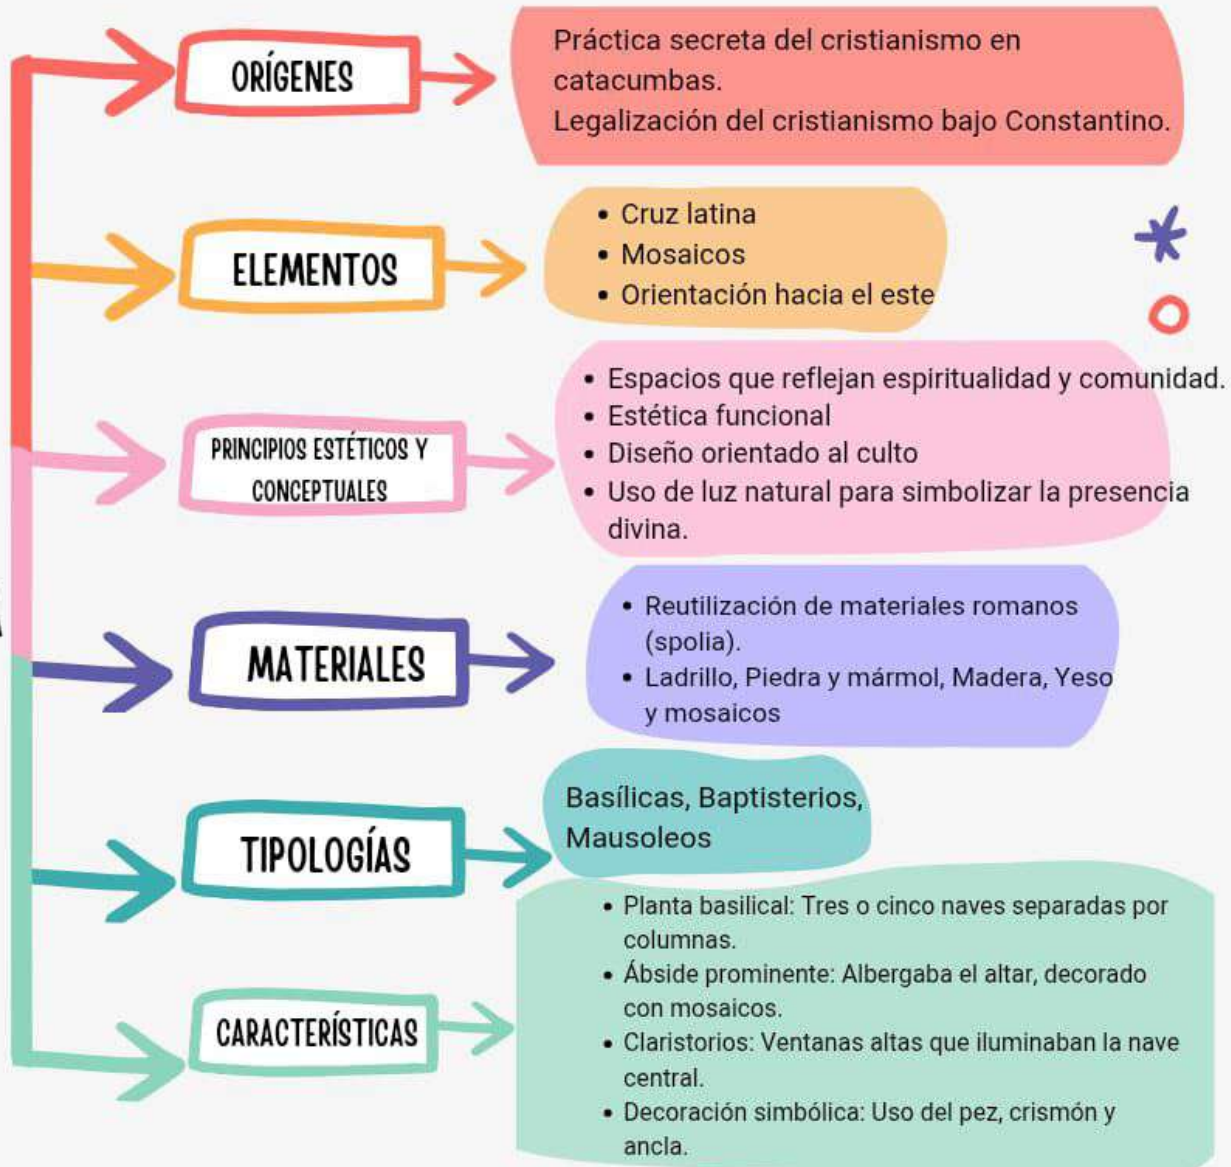 ORÍGENES
Práctica secreta del cristianismo en
catacumbas.
Legalización del cristianismo bajo Constantino.
ELEMENTOS
• Cruz latina
• Mosaicos
• Orientación hacia el este
PRINCIPIOS ESTÉTICOS Y
CONCEPTUALES
• Espacios que reflejan espiritualidad y comunidad.
• Estética funcional
• Diseño orientado al culto
• Uso de luz natural para simbolizar la presencia
divina.
MATERIALES
• Reutilización de materiales romanos
(spolia).
• Ladrillo, Piedra y mármol, Madera, Yeso
y mosaicos
TIPOLOGÍAS
Basílicas, Baptisterios,
Mausoleos
CARACTERÍSTICAS
• Planta basilical: Tres o cinco naves separadas por
columnas.
• Ábside prominente: Albergaba el altar, decorado
con mosaicos.
• Claristorios: Ventanas altas que iluminaban la nave
central.
• Decoración simbólica: Uso del pez, crismón y
ancla.